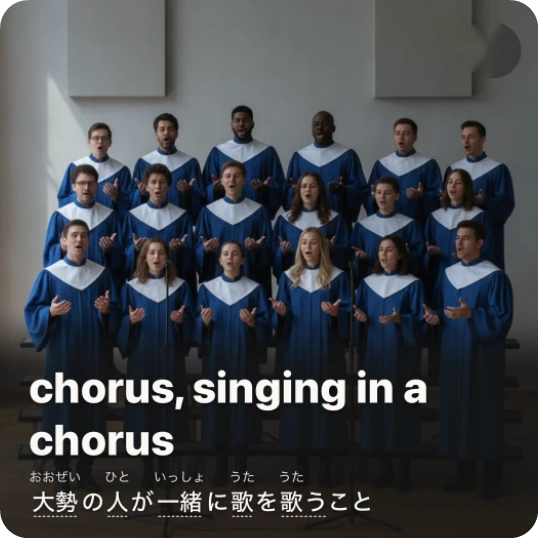 chorus, singing in a
chorus
おおぜい ひと いっしょ うた うた
大勢の人が一緒に歌を歌うこと